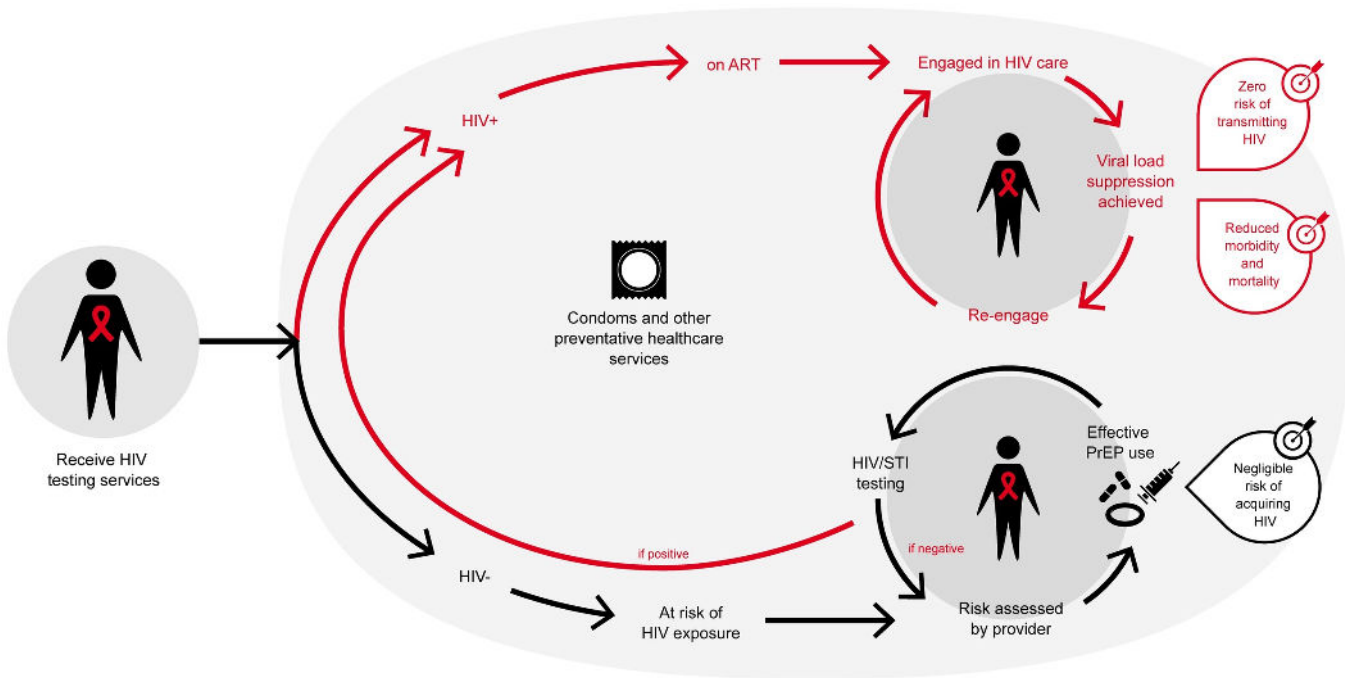 on ART
Engaged in HIV care
Zero
risk of
transmitting
HIV
HIV+
Viral load
suppression
achieved
Reduced
morbidity
and
mortality
Re-engage
Condoms and other
preventative healthcare
services
Receive HIV
testing services
Effective
PrEP use
HIV/STI
testing
Negligible
risk of
acquiring
HIV
if positive
if negative
HIV-
At risk of
HIV exposure
Risk assessed
by provider